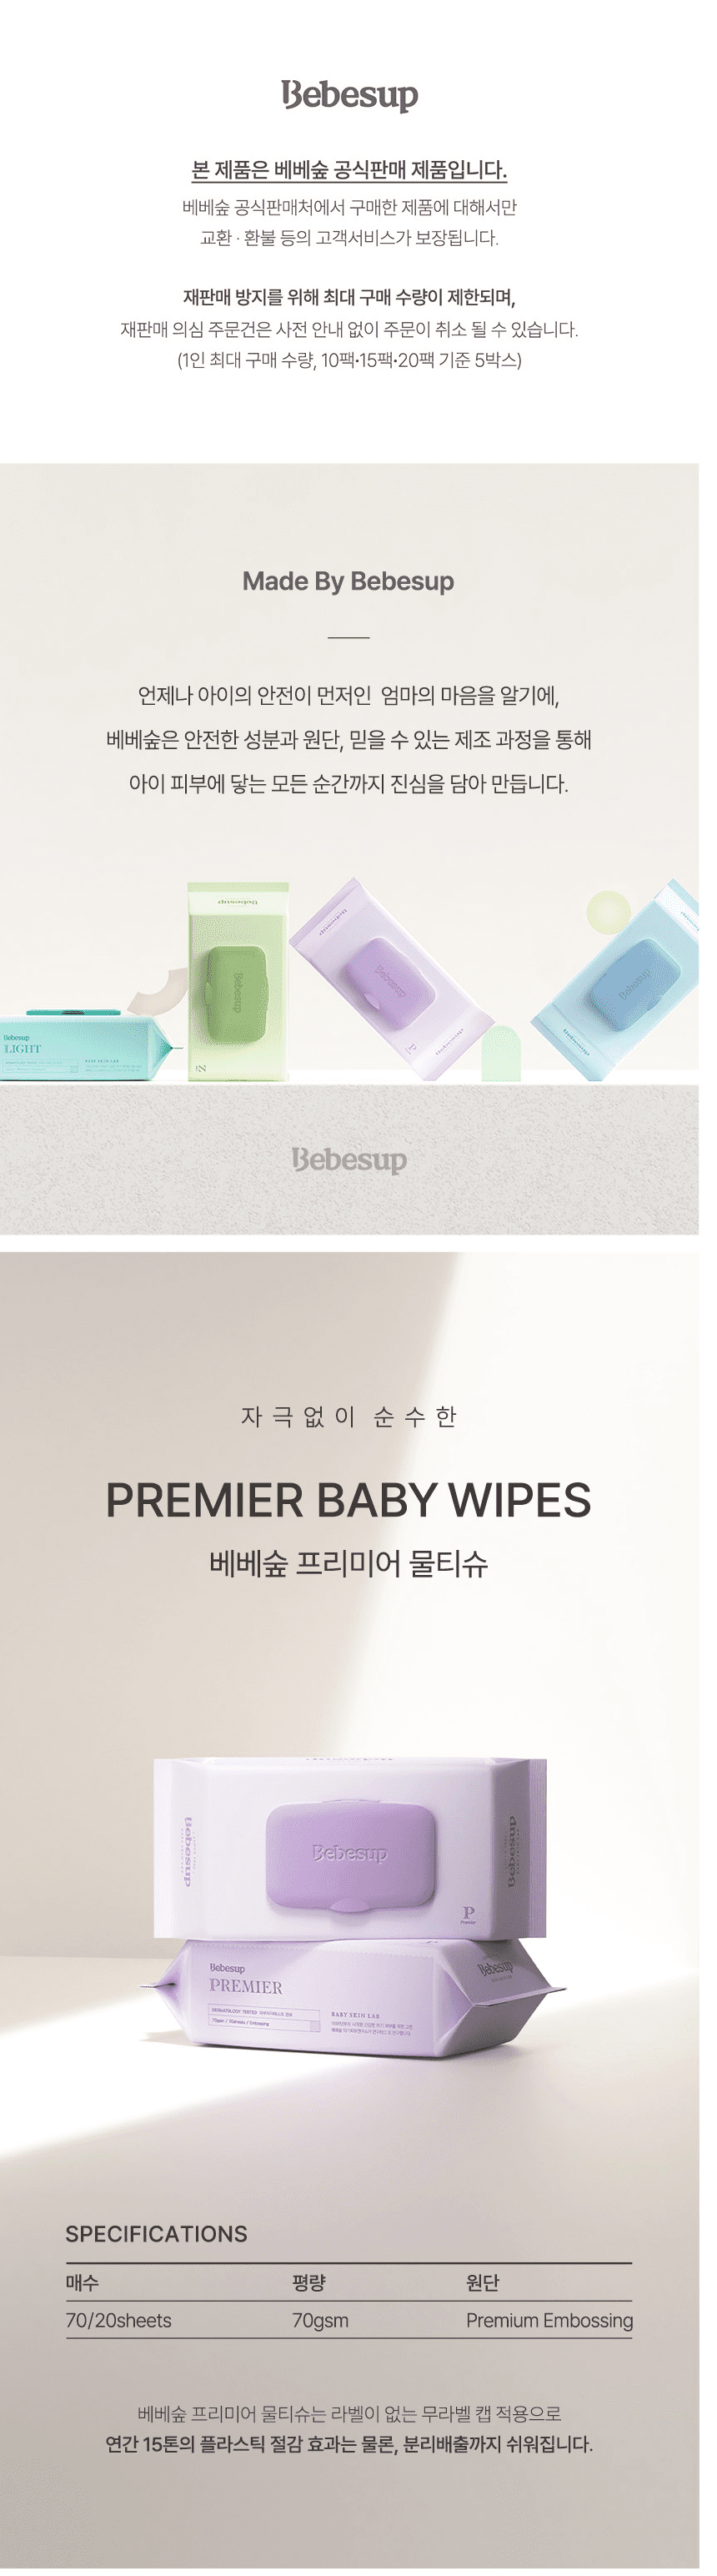 Bebesup
본 제품은 베베숲 공식판매 제품입니다.
베베숲 공식판매처에서 구매한 제품에 대해서만
교환 · 환불 등의 고객서비스가 보장됩니다.
재판매 방지를 위해 최대 구매 수량이 제한되며,
재판매 의심 주문건은 사전 안내 없이 주문이 취소 될 수 있습니다.
(1인 최대 구매 수량, 10팩•15팩•20팩 기준 5박스)
Made By Bebesup
언제나 아이의 안전이 먼저인 엄마의 마음을 알기에,
베베숲은 안전한 성분과 원단, 믿을 수 있는 제조 과정을 통해
아이 피부에 닿는 모든 순간까지 진심을 담아 만듭니다.
Bebesup
Bebesup
Bebesup
Bebesup
Bebesup
Bebesup
Bebesup
Bebesup
LIGHT
BABY SKIN LAB
N
P
Bebesup
자극없이 순수한
PREMIER BABY WIPES
베베숲 프리미어 물티슈
Bebesup
Bebesup
Bebesup
P
Premier
Bebesup
PREMIER
Bebesup
DERMATOLOGY TESTED
70gsm / 70sheets / Embossing
BABY SKIN LAB
SPECIFICATIONS
매수 평량 원단
70/20sheets 70gsm Premium Embossing
베베숲 프리미어 물티슈는 라벨이 없는 무라벨 캡 적용으로
연간 15톤의 플라스틱 절감 효과는 물론, 분리배출까지 쉬워집니다.